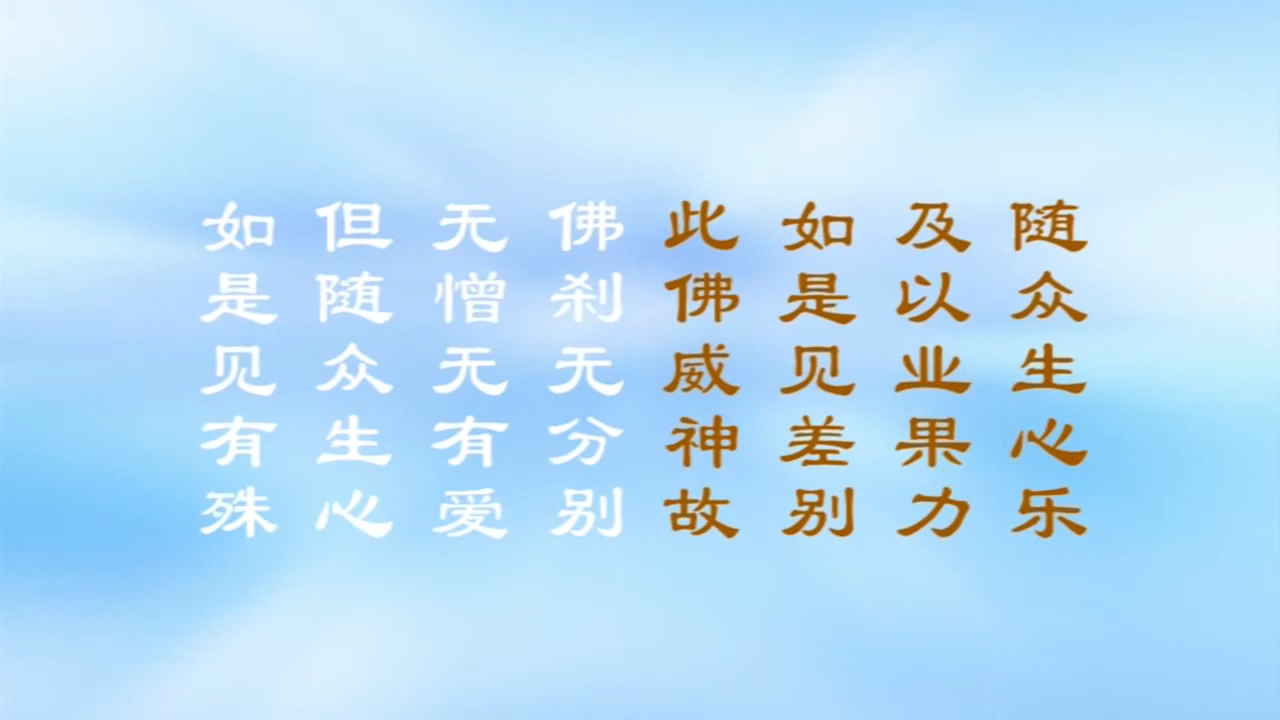 随众生心乐
及以业果力
如是见差别
此佛威神故
佛刹无分别
无憎无有爱
但随众生心
如是见有殊